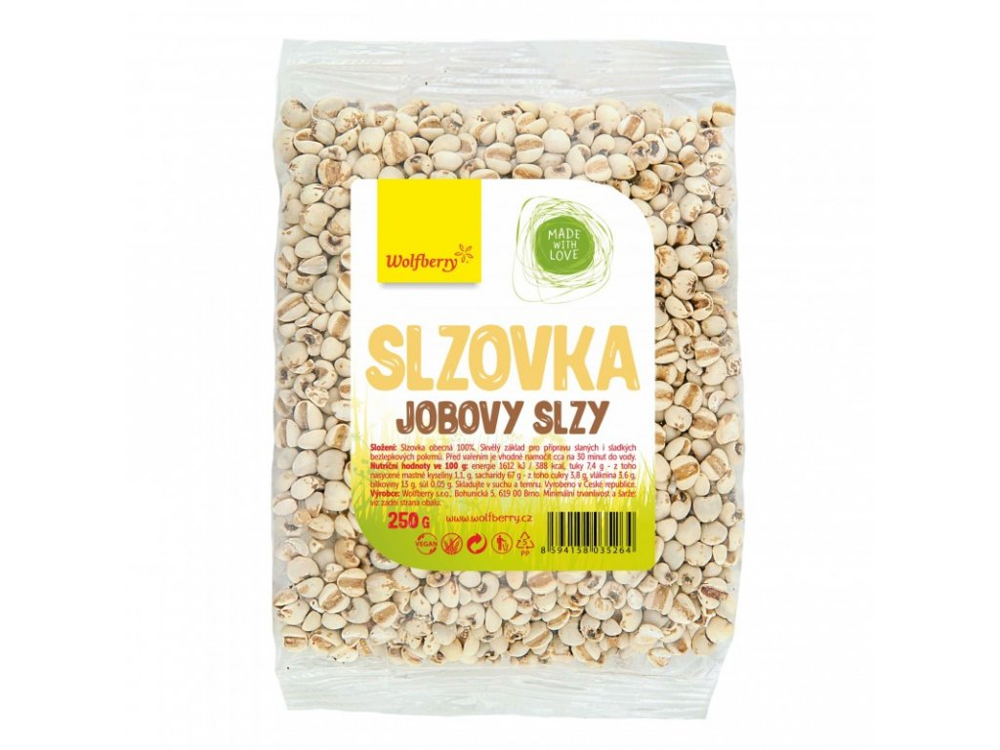 Wolfberry
MADE
WITH
LOVE
SLZOVKA
JOBOVY SLZY
Složení: Slzovka obecná 100%. Skvělý základ pro přípravu slaných i sladkých
bezlepkových pokrmů. Před vařením je vhodné namočit cca na 30 minut do vody.
Nutriční hodnoty ve 100 g: energie 1612 kJ / 388 kcal, tuky 7,4 g - z toho
nasycené mastné kyseliny 1,1, g, sacharidy 67 g - z toho cukry 3,8 g, vláknina 3,6 g,
bílkoviny 13 g, sůl 0,05 g. Skladujte v suchu a temnu. Vyrobeno v České republice.
Výrobce: Wolfberry s.r.o., Bohunická 5, 619 00 Brno. Minimální trvanlivost a šarže:
viz zadní strana obalu.
250 G
www.wolfberry.cz
VEGAN
5
PP
8 594158 035264